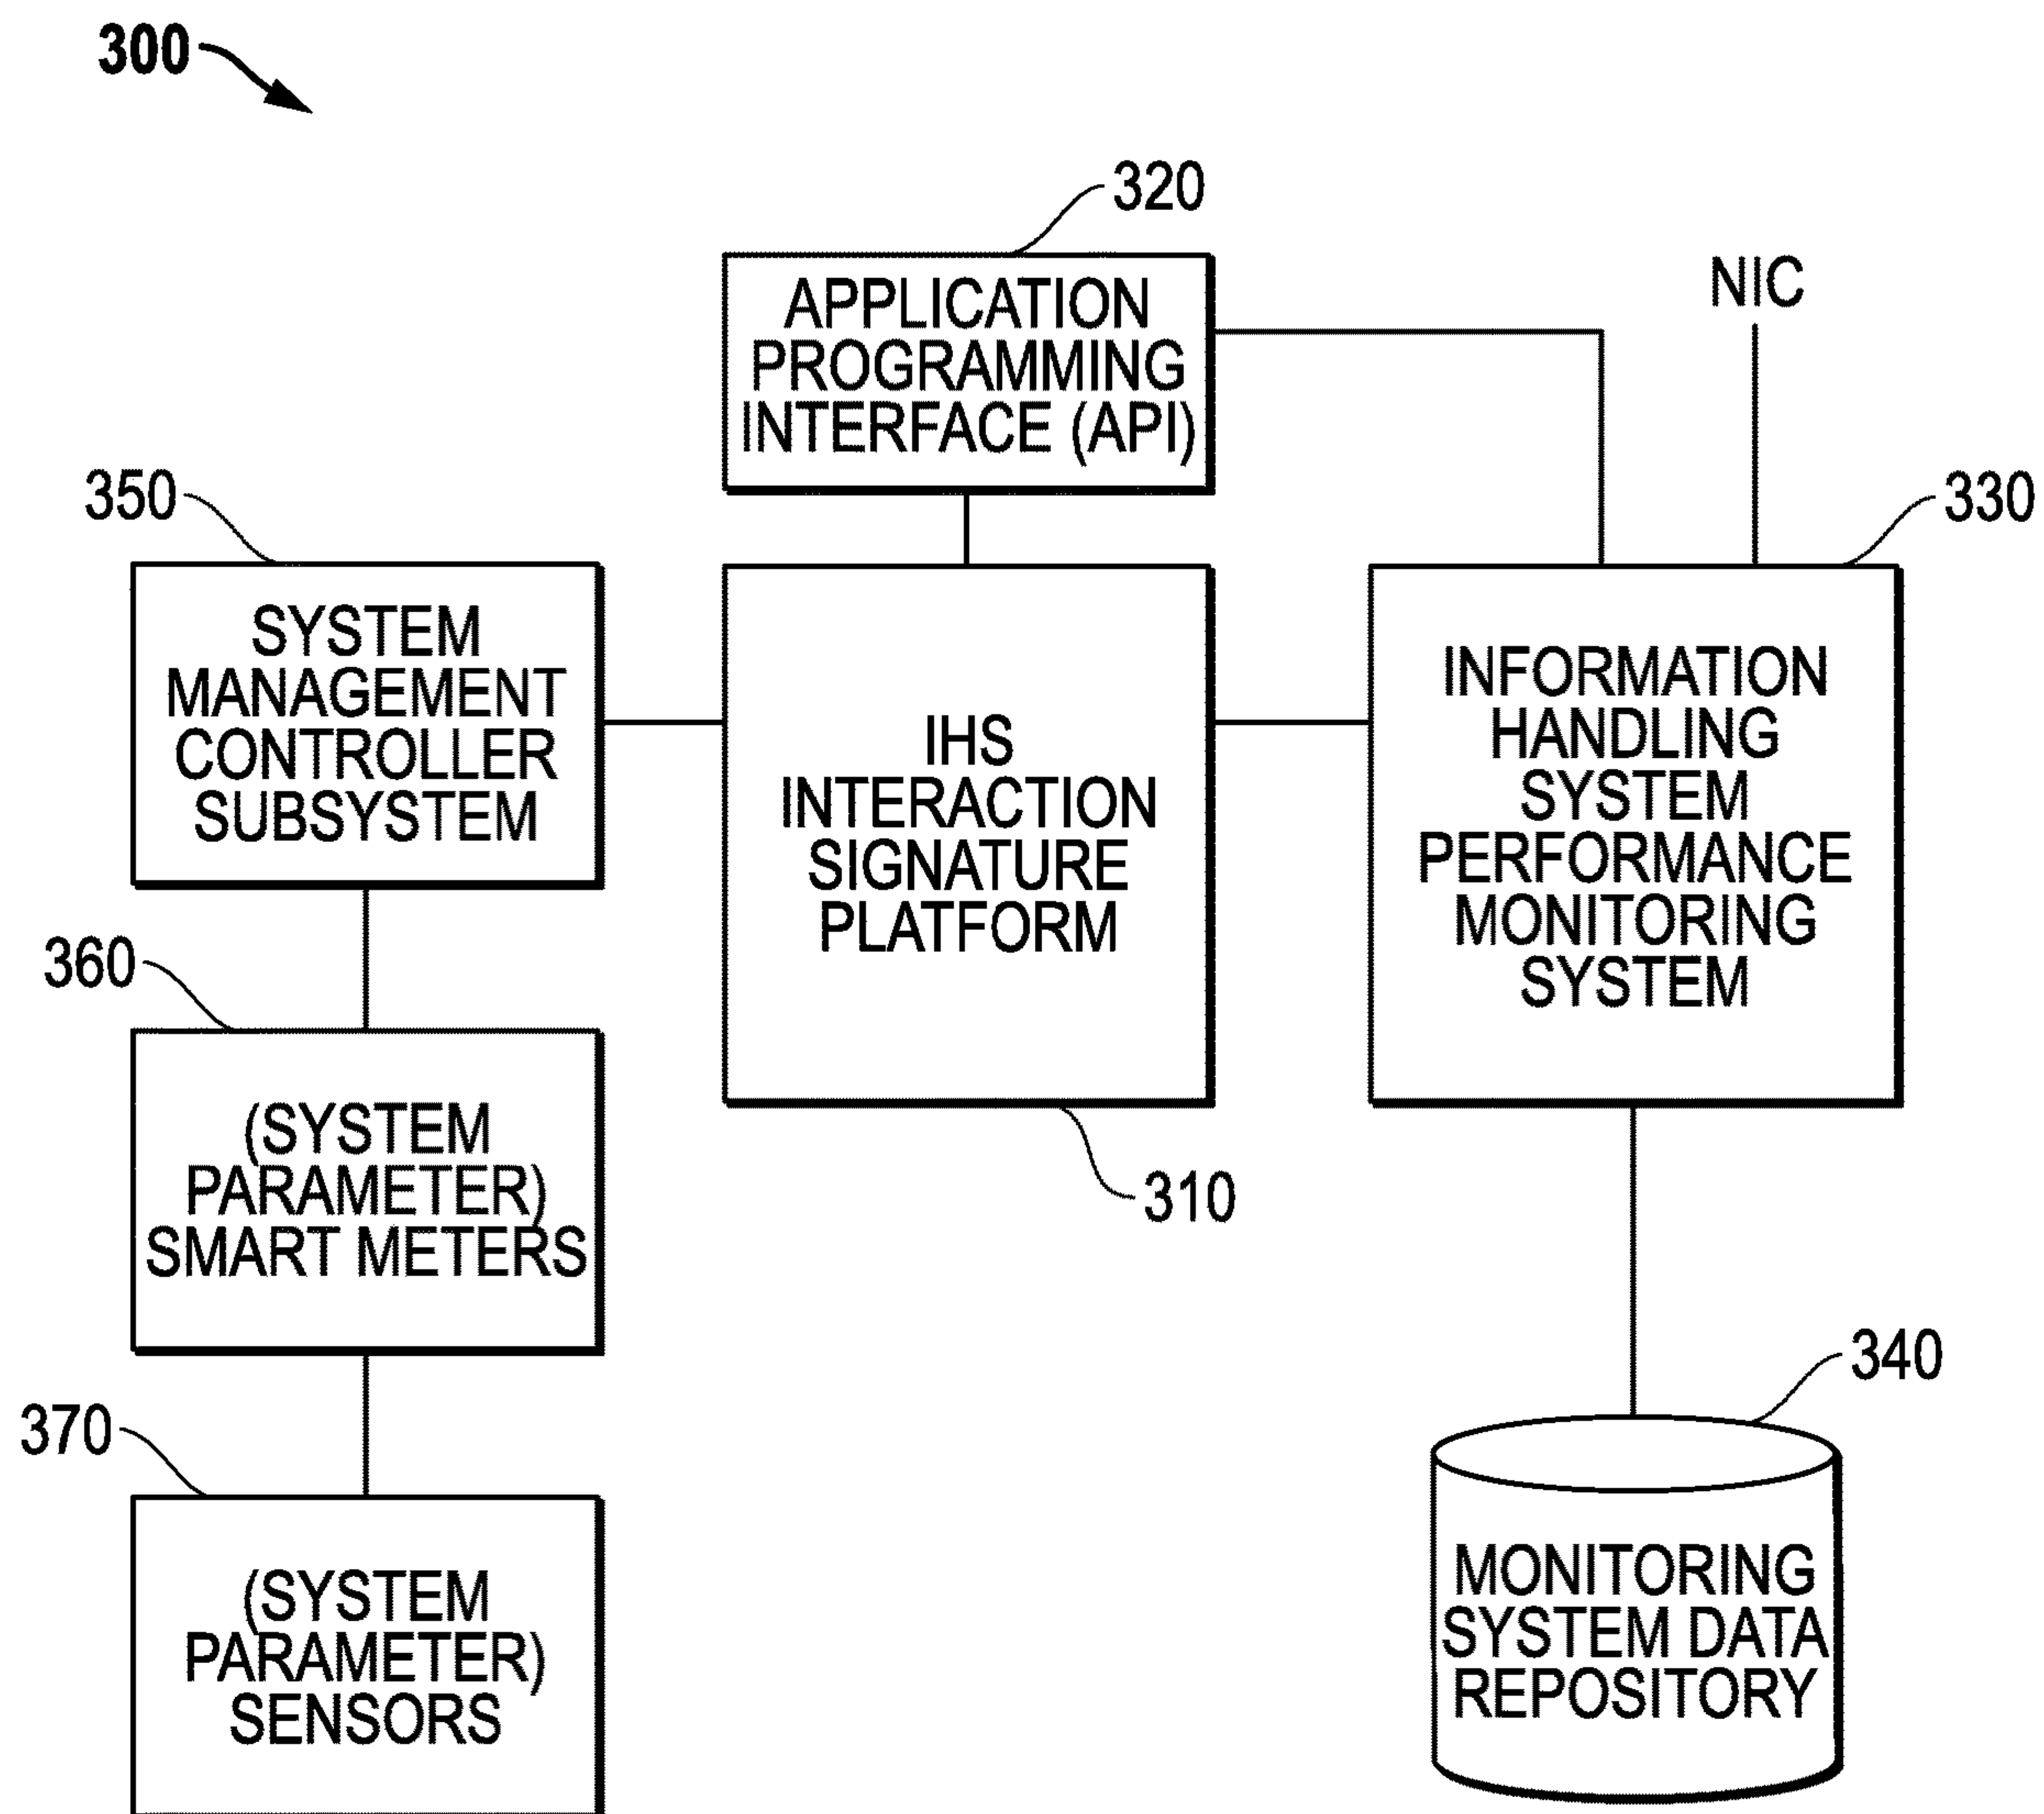 300
320
APPLICATION
PROGRAMMING
INTERFACE (API)
NIC
350
SYSTEM
MANAGEMENT
CONTROLLER
SUBSYSTEM
IHS
INTERACTION
SIGNATURE
PLATFORM
310
330
INFORMATION
HANDLING
SYSTEM
PERFORMANCE
MONITORING
SYSTEM
360
(SYSTEM
PARAMETER)
SMART METERS
370
(SYSTEM
PARAMETER)
SENSORS
340
MONITORING
SYSTEM DATA
REPOSITORY